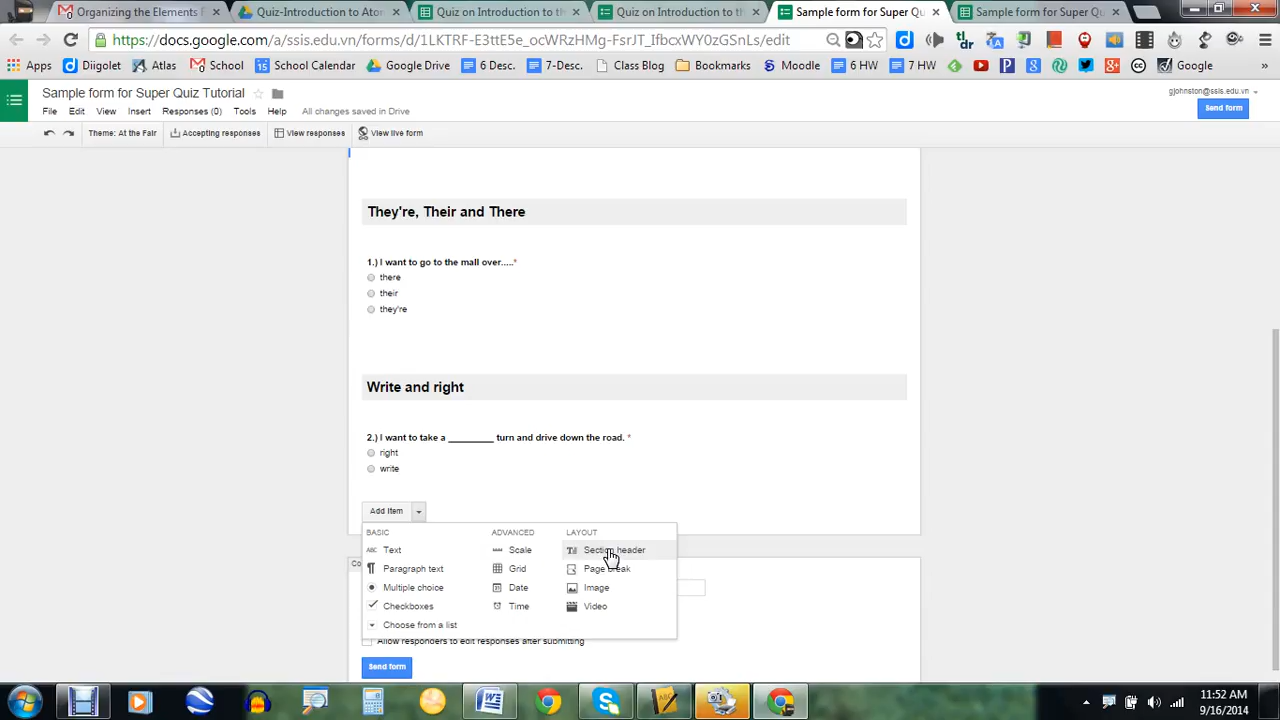 Organizing the Elements
Quiz-Introduction to Ato
Quiz on Introduction to th
Quiz on Introduction to th
Sample form for Super Qu
Sample form for Super Qu
https://docs.google.com/a/ssis.edu.vn/forms/d/1LKTRF-E3ttE5e_ocWRzHMg-FsrJT_IfbcxWY0zGSnLs/edit
Apps Diigolet Atlas School School Calendar Google Drive 6 Desc. 7-Desc. Class Blog Bookmarks Moodle 6 HW 7 HW Google
Sample form for Super Quiz Tutorial
gjohnston@ssis.edu.vn
File Edit View Insert Responses (0) Tools Help All changes saved in Drive
Send form
Theme: At the Fair Accepting responses View responses View live form
They're, Their and There
1.) I want to go to the mall over.....*
there
their
they're
Write and right
2.) I want to take a _________ turn and drive down the road. *
right
write
Add item
BASIC ADVANCED LAYOUT
Text Scale Section header
Paragraph text Grid Page break
Multiple choice Date Image
Checkboxes Time Video
Choose from a list
Allow responders to edit responses after submitting
Send form
11:52 AM
9/16/2014